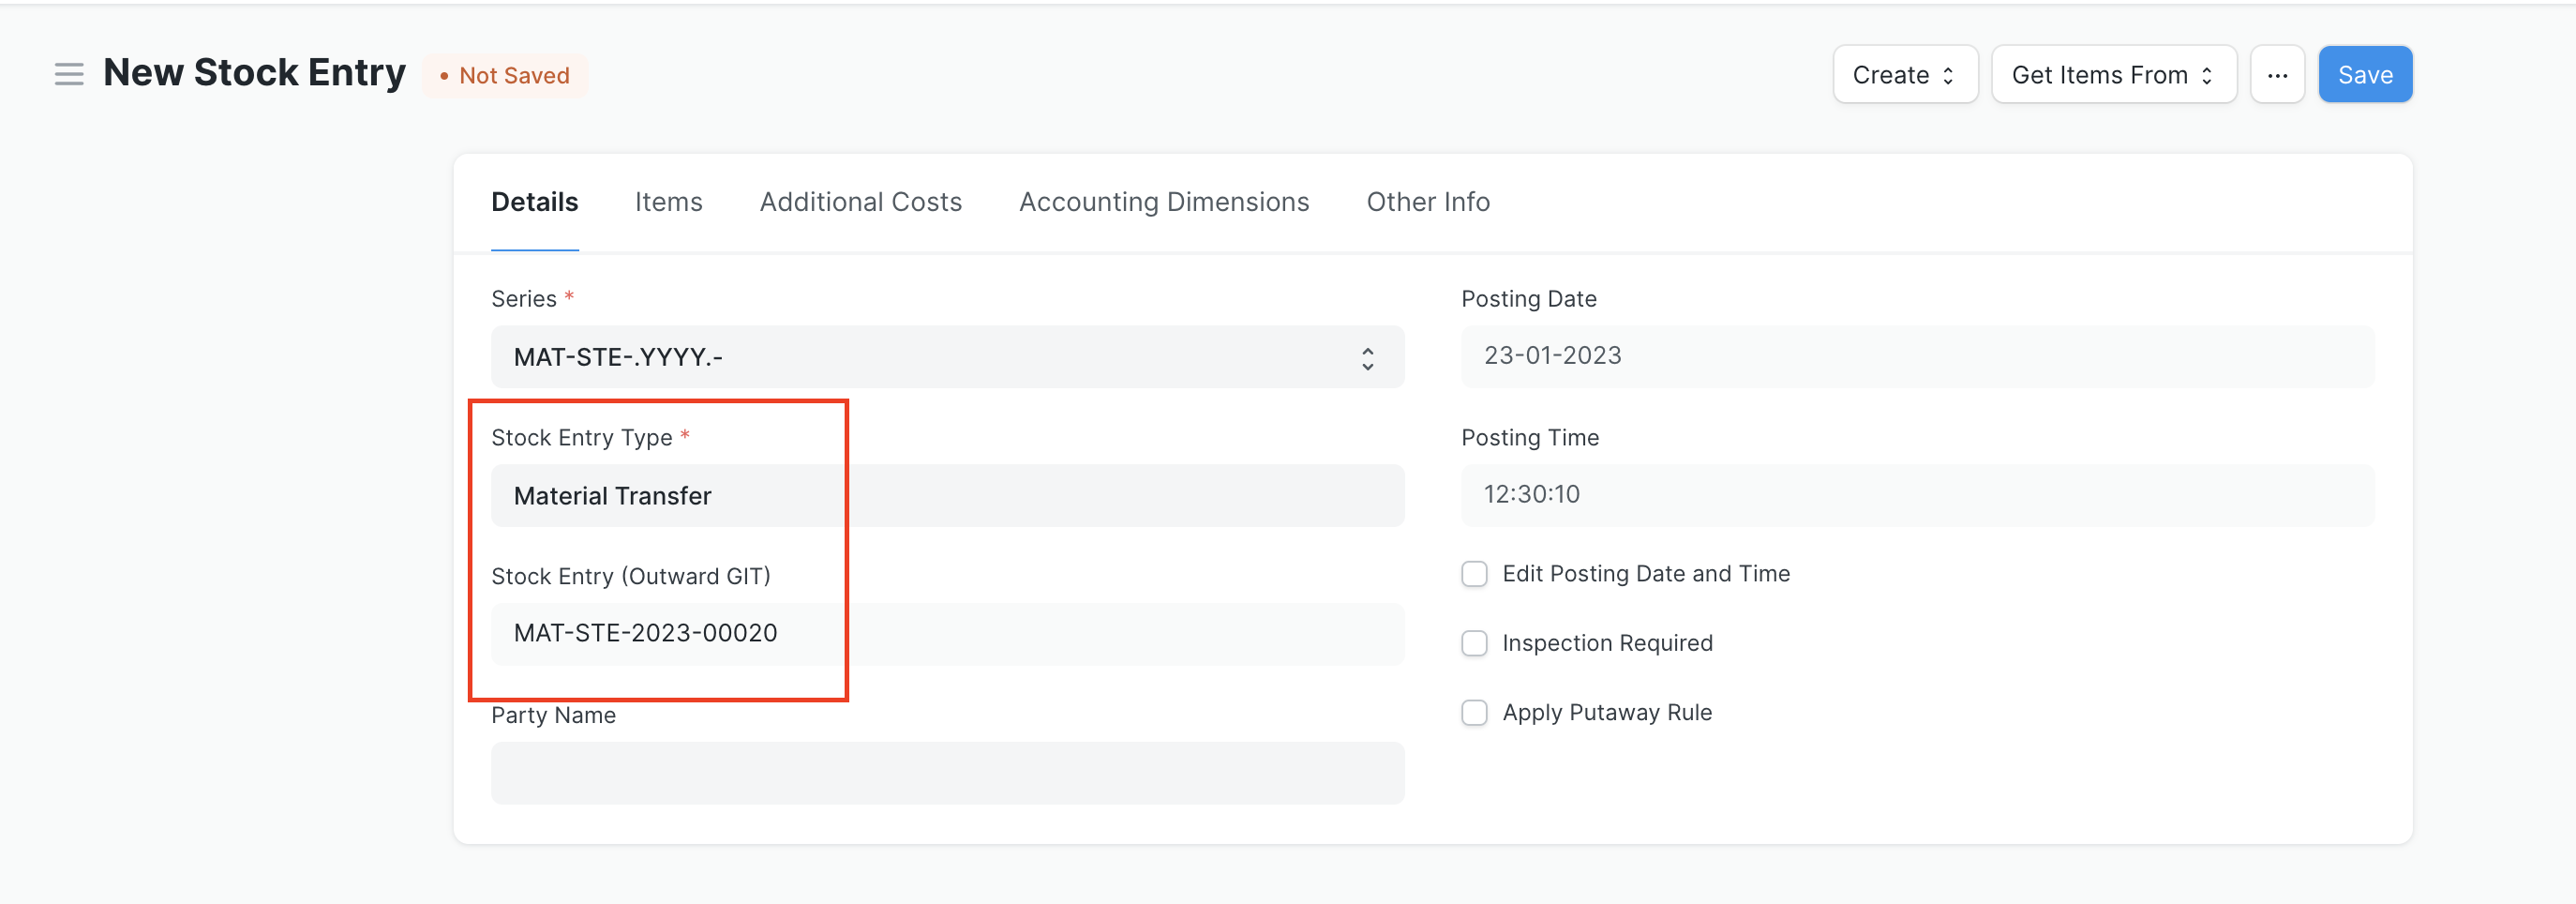 New Stock Entry
• Not Saved
Create
Get Items From
...
Save
Details
Items
Additional Costs
Accounting Dimensions
Other Info
Series *
MAT-STE-.YYYY.-
Stock Entry Type *
Material Transfer
Stock Entry (Outward GIT)
MAT-STE-2023-00020
Party Name
Posting Date
23-01-2023
Posting Time
12:30:10
Edit Posting Date and Time
Inspection Required
Apply Putaway Rule